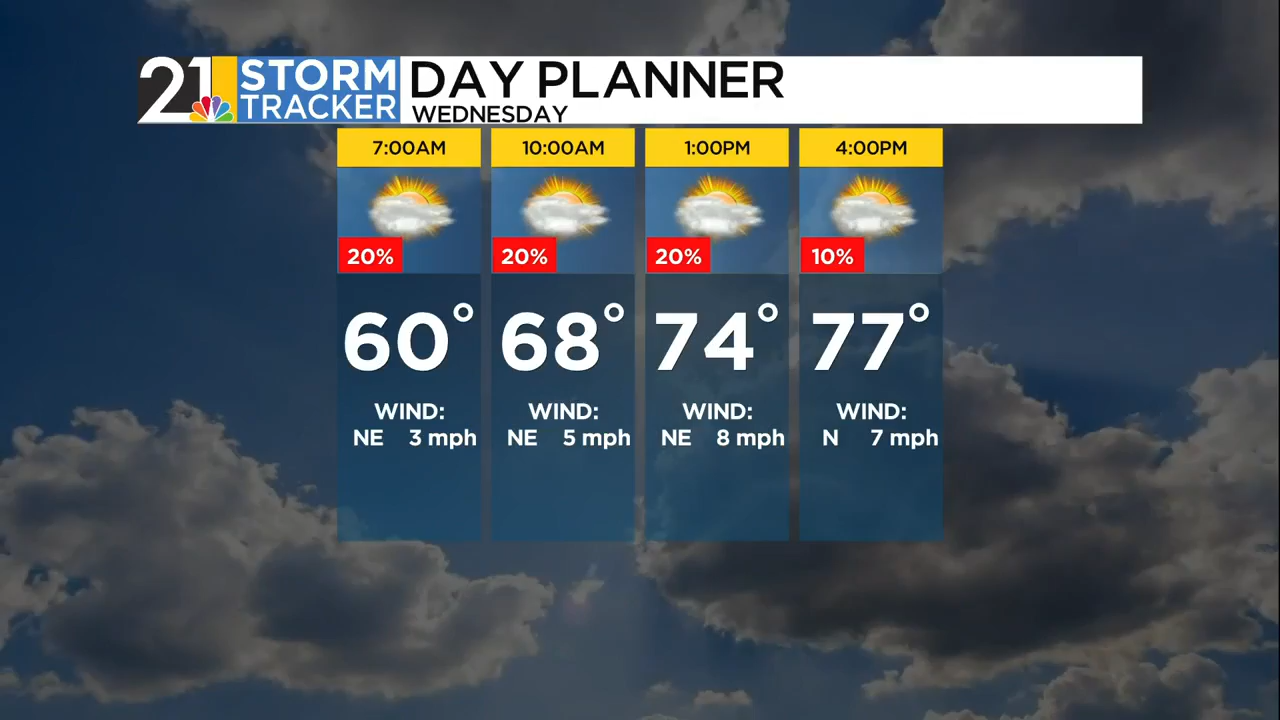 21 STORM TRACKER
DAY PLANNER
WEDNESDAY
7:00AM 10:00AM 1:00PM 4:00PM
20% 20% 20% 10%
60° 68° 74° 77°
WIND: WIND: WIND: WIND:
NE 3 mph NE 5 mph NE 8 mph N 7 mph